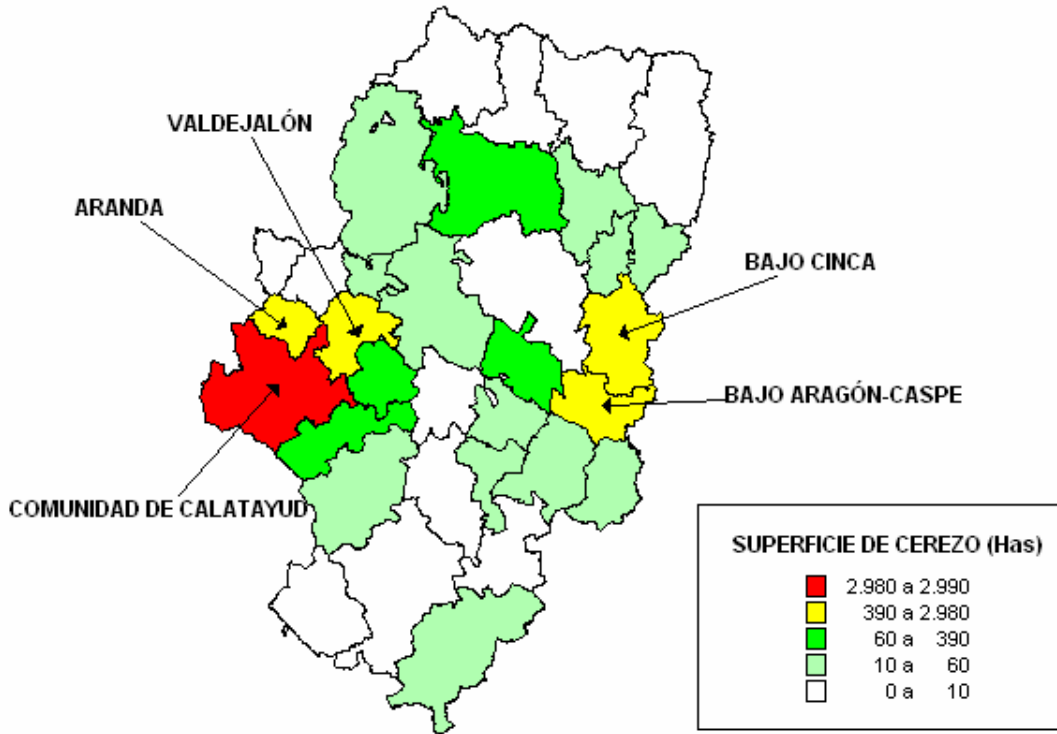 VALDEJALÓN
ARANDA
BAJO CINCA
BAJO ARAGÓN-CASPE
COMUNIDAD DE CALATAYUD
SUPERFICIE DE CEREZO (Has)
2.980 a 2.990
390 a 2.980
60 a 390
10 a 60
0 a 10